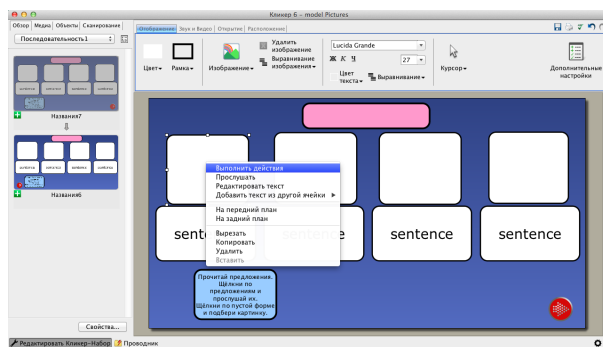 Кликер 6 – model Pictures
Обзор Медиа Объекты Сканирование
Последовательность1
Названия7
Названия6
Свойства...
Отображение Звук и Видео Открытие Расположение
Цвет Рамка Изображение
Удалить
изображение
Выравнивание
изображения
Lucida Grande 27
Ж К Ч
Цвет
текста Выравнивание
Курсор
Дополнительные
настройки
Выполнить действия
Прослушать
Редактировать текст
Добавить текст из другой ячейки
На передний план
На задний план
Вырезать
Копировать
Удалить
Вставить
sentence sentence
Прочитай предложения.
Щёлкни по
предложениям и
прослушай их.
Щёлкни по пустой форме
и подбери картинку.
Редактировать Кликер-Набор Проводник